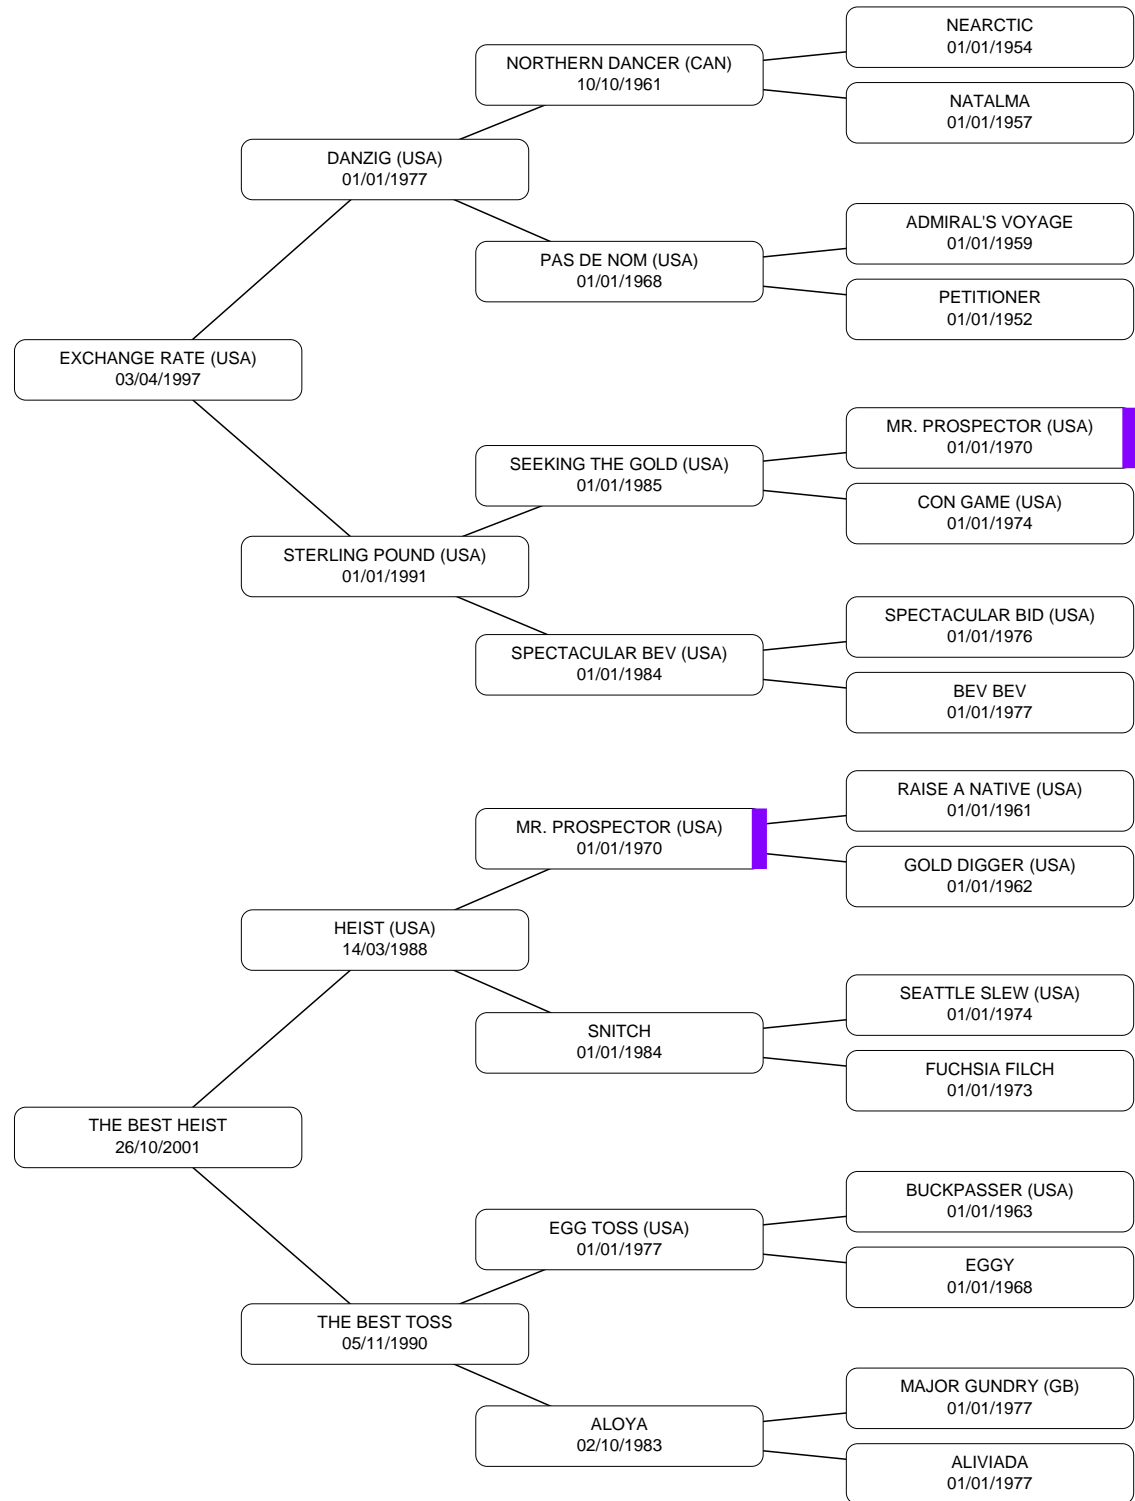 NEARCTIC
01/01/1954
NORTHERN DANCER (CAN)
10/10/1961
NATALMA
01/01/1957
DANZIG (USA)
01/01/1977
ADMIRAL'S VOYAGE
01/01/1959
PAS DE NOM (USA)
01/01/1968
PETITIONER
01/01/1952
EXCHANGE RATE (USA)
03/04/1997
MR. PROSPECTOR (USA)
01/01/1970
SEEKING THE GOLD (USA)
01/01/1985
CON GAME (USA)
01/01/1974
STERLING POUND (USA)
01/01/1991
SPECTACULAR BID (USA)
01/01/1976
SPECTACULAR BEV (USA)
01/01/1984
BEV BEV
01/01/1977
RAISE A NATIVE (USA)
01/01/1961
MR. PROSPECTOR (USA)
01/01/1970
GOLD DIGGER (USA)
01/01/1962
HEIST (USA)
14/03/1988
SEATTLE SLEW (USA)
01/01/1974
SNITCH
01/01/1984
FUCHSIA FILCH
01/01/1973
THE BEST HEIST
26/10/2001
BUCKPASSER (USA)
01/01/1963
EGG TOSS (USA)
01/01/1977
EGGY
01/01/1968
THE BEST TOSS
05/11/1990
MAJOR GUNDRY (GB)
01/01/1977
ALOYA
02/10/1983
ALIVIADA
01/01/1977